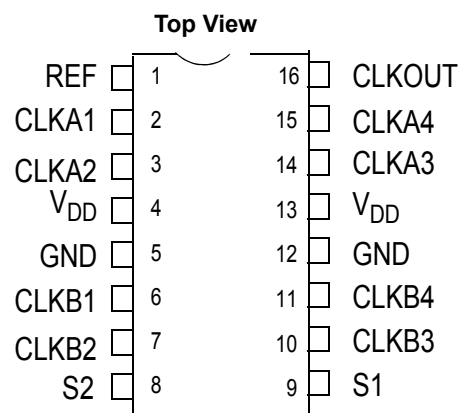 Top View
REF 1 16 CLKOUT
CLKA1 2 15 CLKA4
CLKA2 3 14 CLKA3
VDD 4 13 VDD
GND 5 12 GND
CLKB1 6 11 CLKB4
CLKB2 7 10 CLKB3
S2 8 9 S1